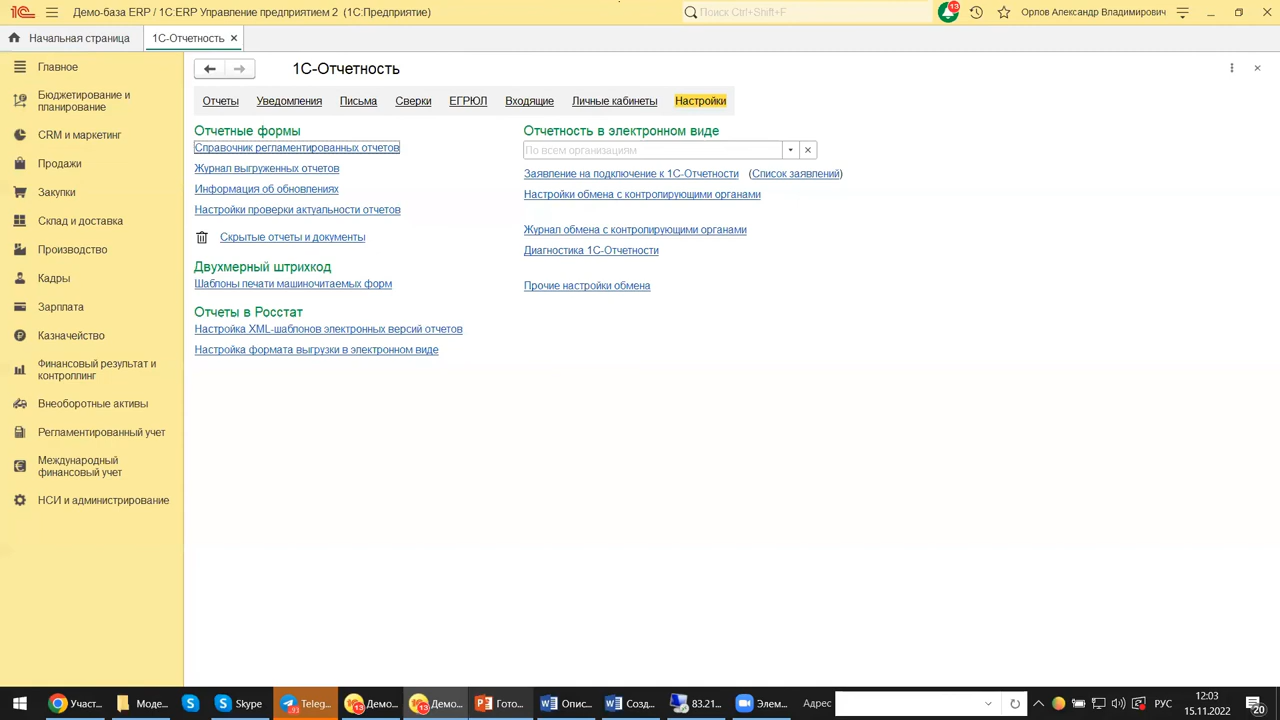 Демо-база ERP / 1С:ERP Управление предприятием 2 (1С:Предприятие)
Поиск Ctrl+Shift+F
13
Орлов Александр Владимирович
Начальная страница
1С-Отчетность
Главное
Бюджетирование и
планирование
CRM и маркетинг
Продажи
Закупки
Склад и доставка
Производство
Кадры
Зарплата
Казначейство
Финансовый результат и
контроллинг
Внеоборотные активы
Регламентированный учет
Международный
финансовый учет
НСИ и администрирование
1С-Отчетность
Отчеты Уведомления Письма Сверки ЕГРЮЛ Входящие Личные кабинеты Настройки
Отчетные формы
Справочник регламентированных отчетов
Журнал выгруженных отчетов
Информация об обновлениях
Настройки проверки актуальности отчетов
Скрытые отчеты и документы
Двухмерный штрихкод
Шаблоны печати машиночитаемых форм
Отчеты в Росстат
Настройка XML-шаблонов электронных версий отчетов
Настройка формата выгрузки в электронном виде
Отчетность в электронном виде
По всем организациям
Заявление на подключение к 1С-Отчетности (Список заявлений)
Настройки обмена с контролирующими органами
Журнал обмена с контролирующими органами
Диагностика 1С-Отчетности
Прочие настройки обмена
Участ...
Моде...
Skype
Teleg...
Демо...
Демо...
Гото...
Опис...
Созд...
83.21...
Элем...
Адрес
РУС
12:03
15.11.2022
20